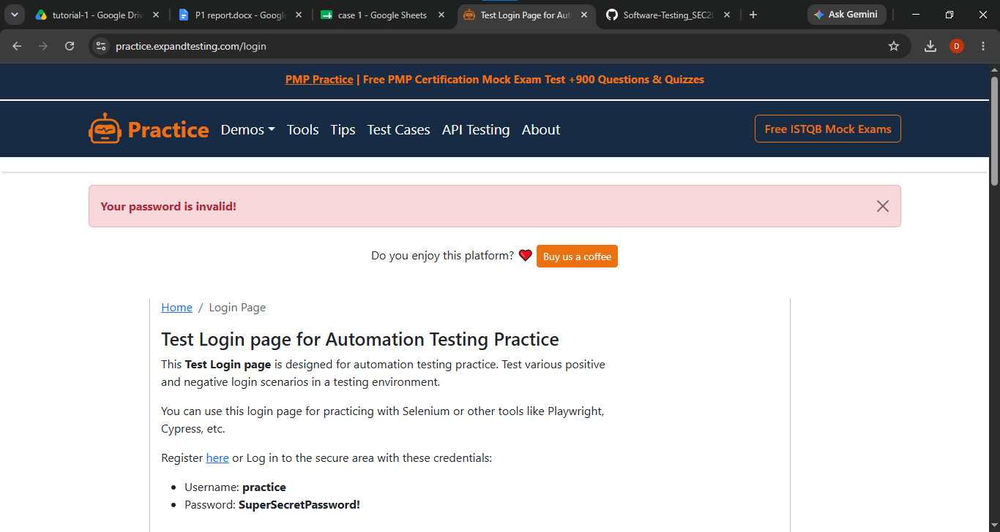 tutorial-1 - Google Driv
P1 report.docx - Googl
case 1 - Google Sheets
Test Login Page for Aut
Software-Testing_SEC20
Ask Gemini
practice.expandtesting.com/login
D
PMP Practice | Free PMP Certification Mock Exam Test +900 Questions & Quizzes
Practice Demos Tools Tips Test Cases API Testing About Free ISTQB Mock Exams
Your password is invalid!
Do you enjoy this platform? Buy us a coffee
Home / Login Page
Test Login page for Automation Testing Practice
This Test Login page is designed for automation testing practice. Test various positive
and negative login scenarios in a testing environment.
You can use this login page for practicing with Selenium or other tools like Playwright,
Cypress, etc.
Register here or Log in to the secure area with these credentials:
• Username: practice
• Password: SuperSecretPassword!